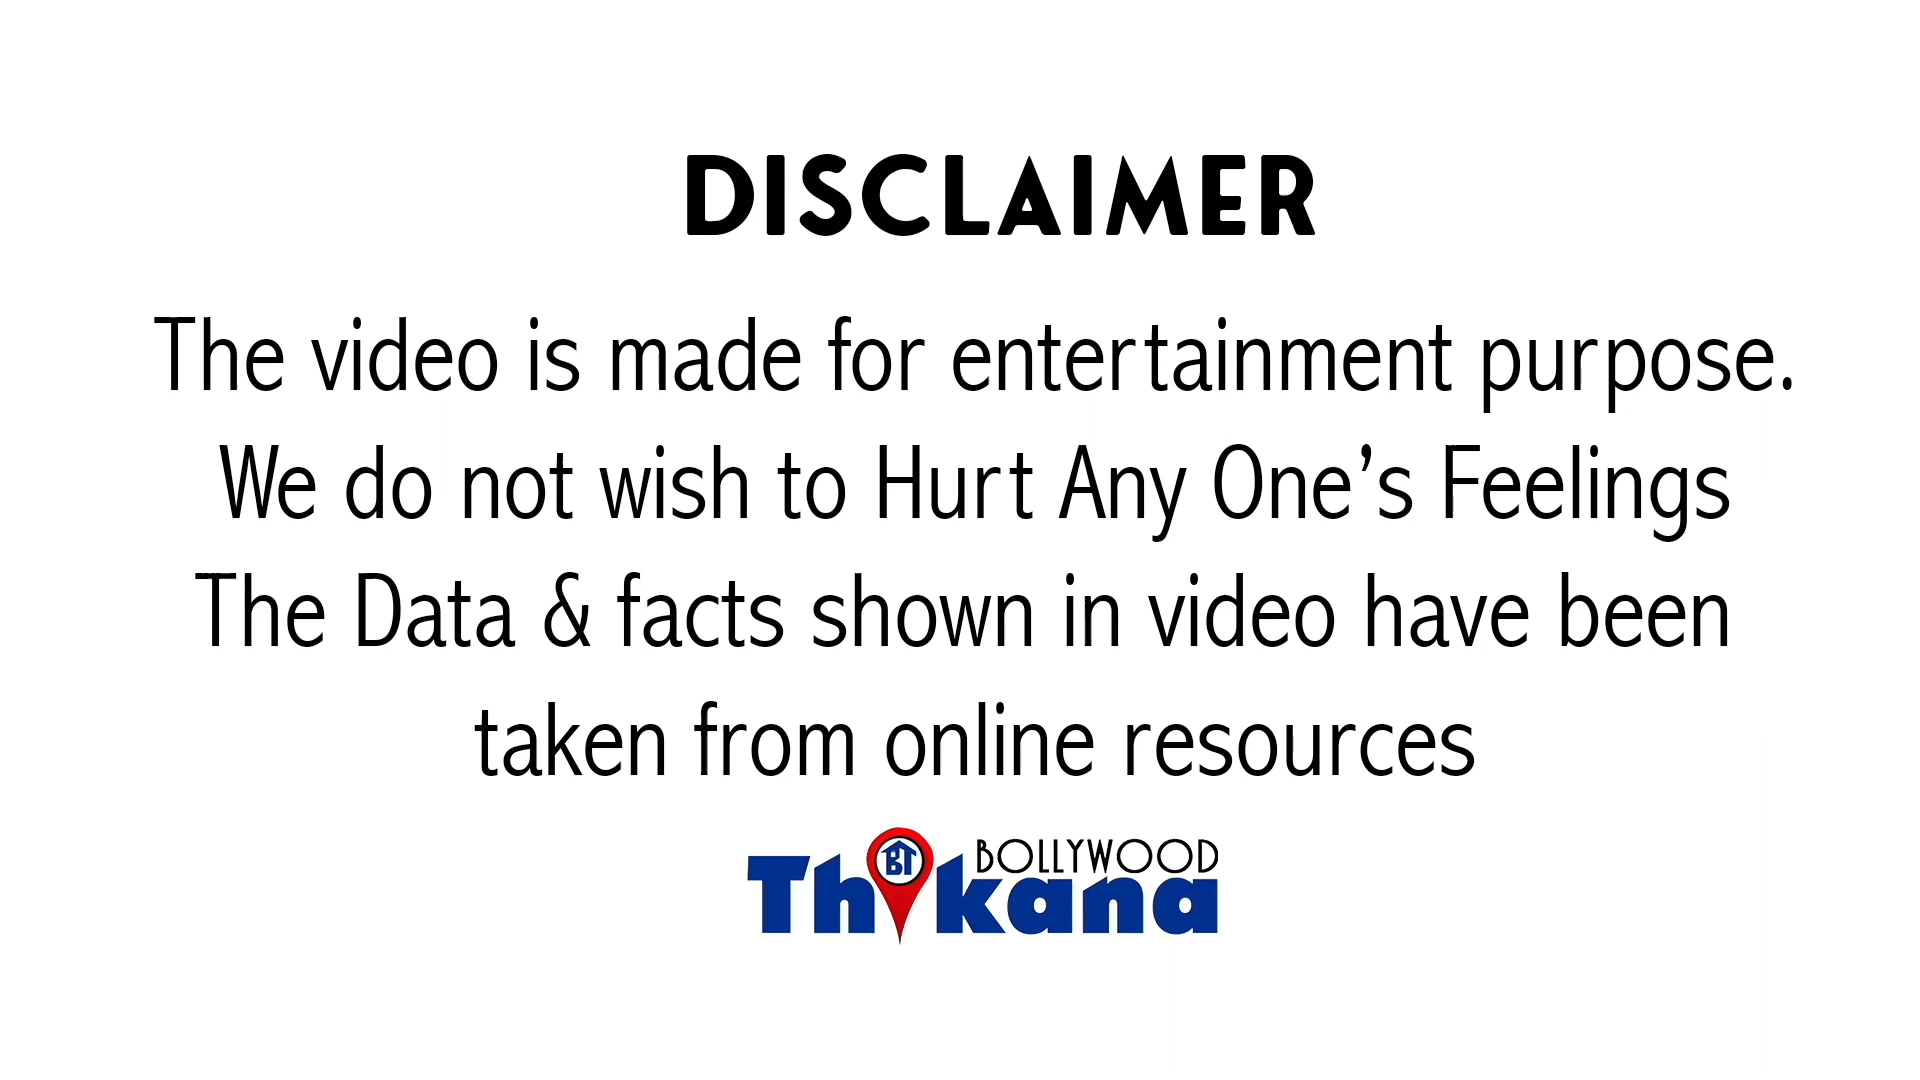 DISCLAIMER
The video is made for entertainment purpose.
We do not wish to Hurt Any One’s Feelings
The Data & facts shown in video have been
taken from online resources
BT
BOLLYWOOD
Thikana